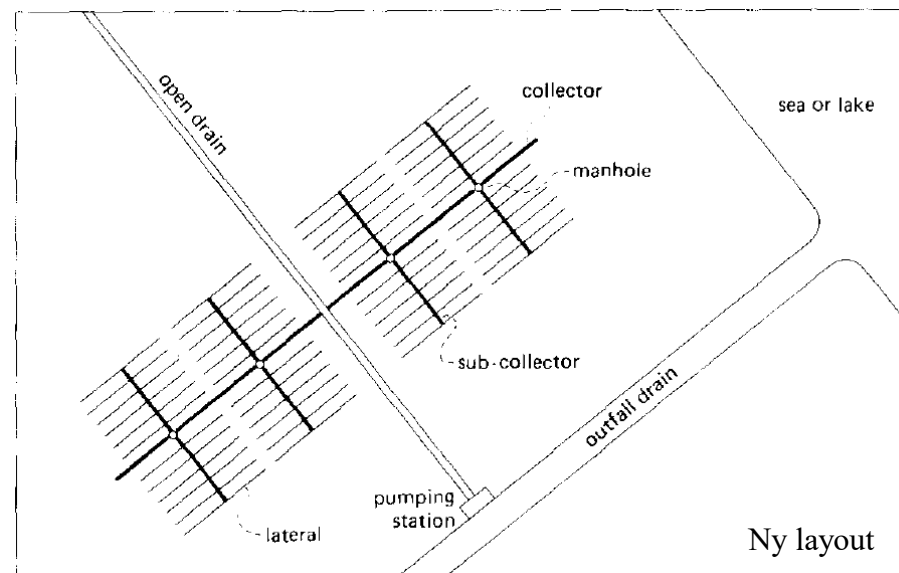 open drain
collector
sea or lake
manhole
sub-collector
outfall drain
pumping
station
lateral
Ny layout